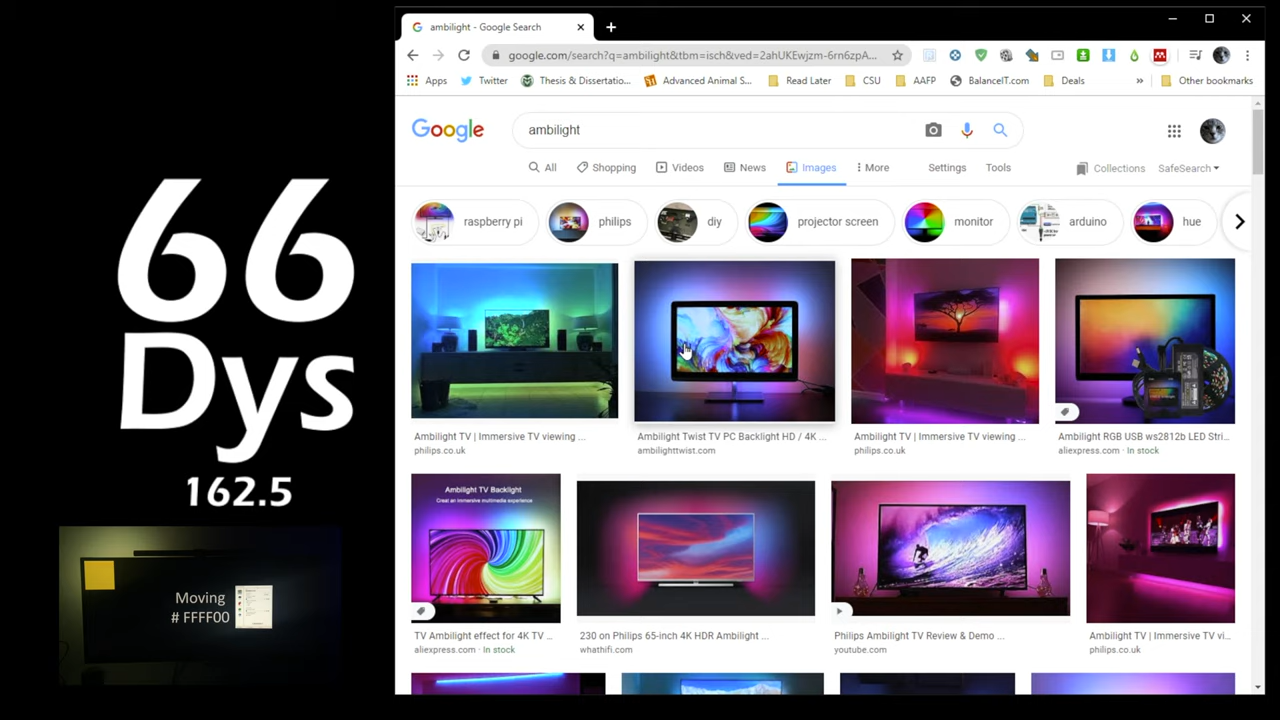 66
Dys
162.5
Moving
# FFFF00
ambilight - Google Search
google.com/search?q=ambilight&tbm=isch&ved=2ahUKEwjzm-6rn6zpA...
Apps
Twitter
Thesis & Dissertatio...
Advanced Animal S...
Read Later
CSU
AAFP
BalanceIT.com
Deals
»
Other bookmarks
Google
ambilight
All
Shopping
Videos
News
Images
More
Settings
Tools
Collections
SafeSearch
raspberry pi
philips
diy
projector screen
monitor
arduino
hue
Ambilight TV | Immersive TV viewing ...
philips.co.uk
Ambilight Twist TV PC Backlight HD / 4K ...
ambilighttwist.com
Ambilight TV | Immersive TV viewing ...
philips.co.uk
Ambilight RGB USB ws2812b LED Stri...
aliexpress.com · In stock
Ambilight TV Backlight
Creat an immersive multimedia experience
TV Ambilight effect for 4K TV ...
aliexpress.com · In stock
230 on Philips 65-inch 4K HDR Ambilight ...
whathifi.com
Philips Ambilight TV Review & Demo ...
youtube.com
Ambilight TV | Immersive TV vi...
philips.co.uk